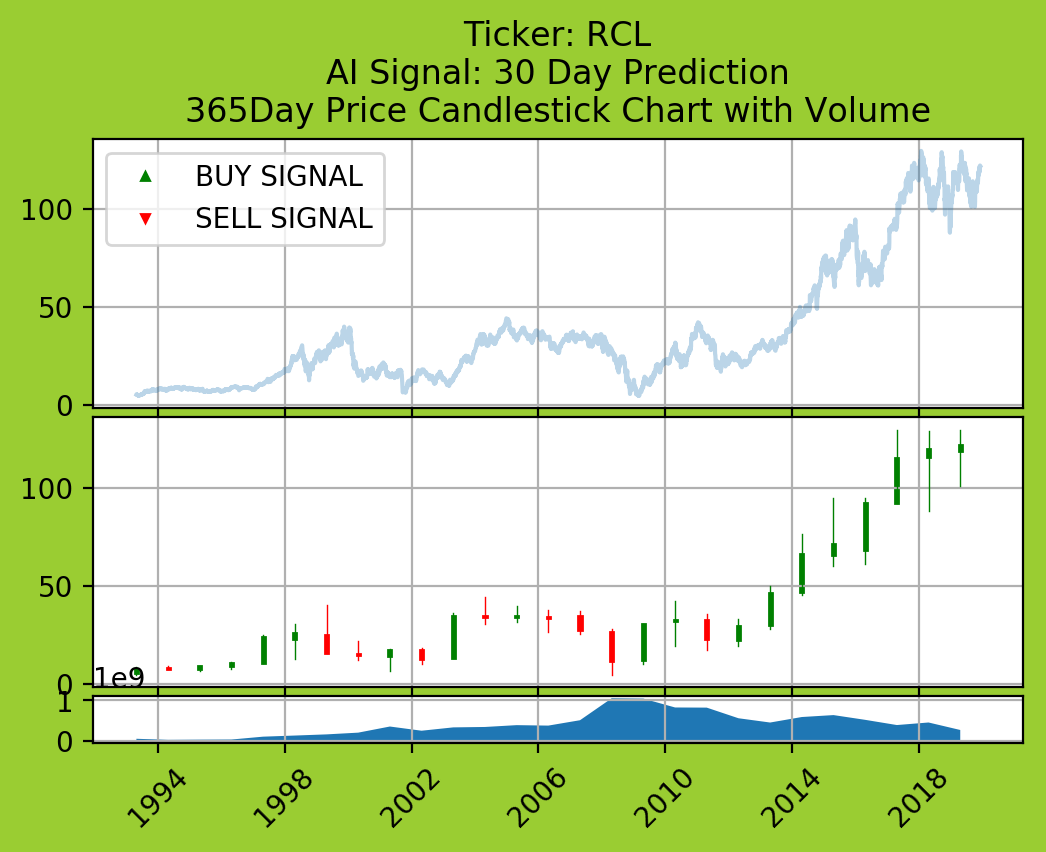 Ticker: RCL
AI Signal: 30 Day Prediction
365Day Price Candlestick Chart with Volume
BUY SIGNAL
SELL SIGNAL
100
50
0
100
50
0
1e9
1
0
1994
1998
2002
2006
2010
2014
2018